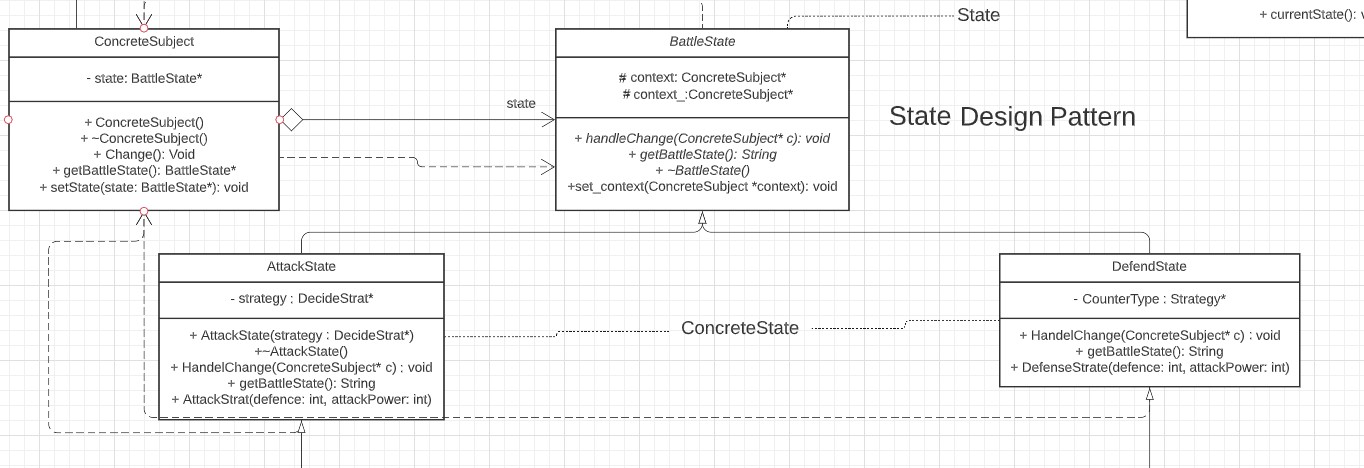 State
+ currentState():
ConcreteSubject
- state: BattleState*
+ ConcreteSubject()
+ ~ConcreteSubject()
+ Change(): Void
+ getBattleState(): BattleState*
+ setState(state: BattleState*): void
state
BattleState
# context: ConcreteSubject*
# context_:ConcreteSubject*
+ handleChange(ConcreteSubject* c): void
+ getBattleState(): String
+ ~BattleState()
+set_context(ConcreteSubject *context): void
State Design Pattern
AttackState
- strategy : DecideStrat*
+ AttackState(strategy : DecideStrat*)
+~AttackState()
+ HandelChange(ConcreteSubject* c) : void
+ getBattleState(): String
+ AttackStrat(defence: int, attackPower: int)
ConcreteState
DefendState
- CounterType : Strategy*
+ HandelChange(ConcreteSubject* c) : void
+ getBattleState(): String
+ DefenseStrate(defence: int, attackPower: int)